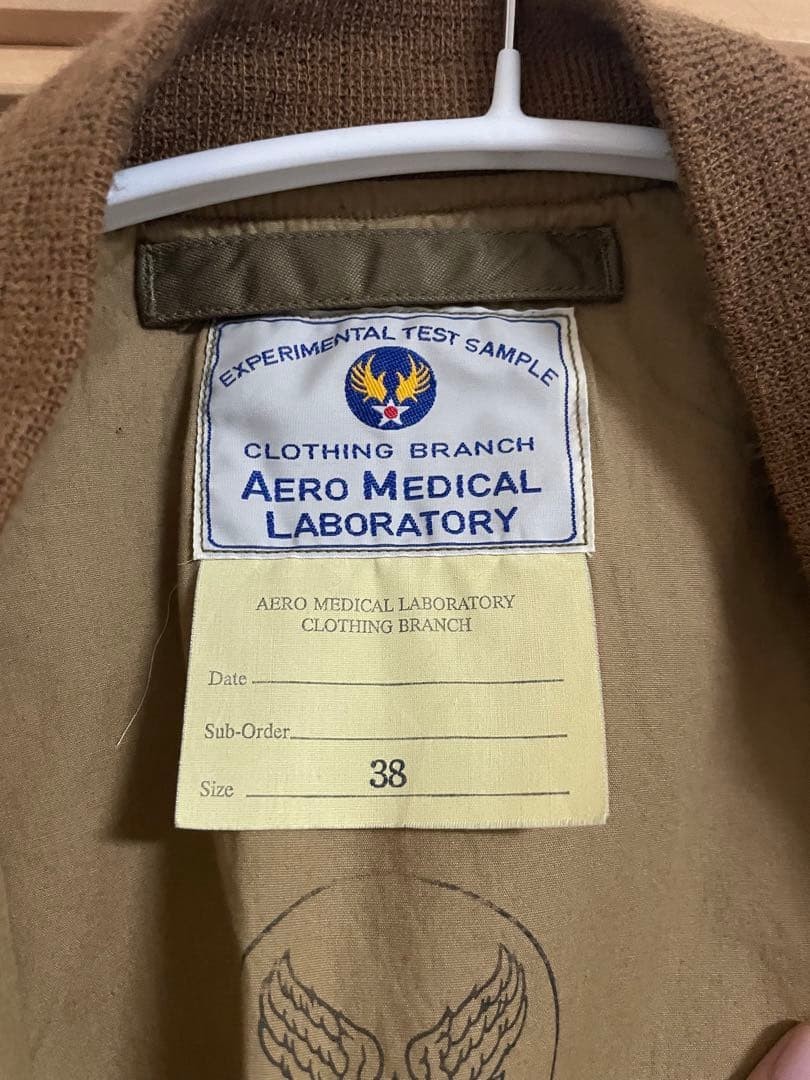 EXPERIMENTAL TEST SAMPLE
CLOTHING BRANCH
AERO MEDICAL
LABORATORY
AERO MEDICAL LABORATORY
CLOTHING BRANCH
Date
Sub-Order
Size 38